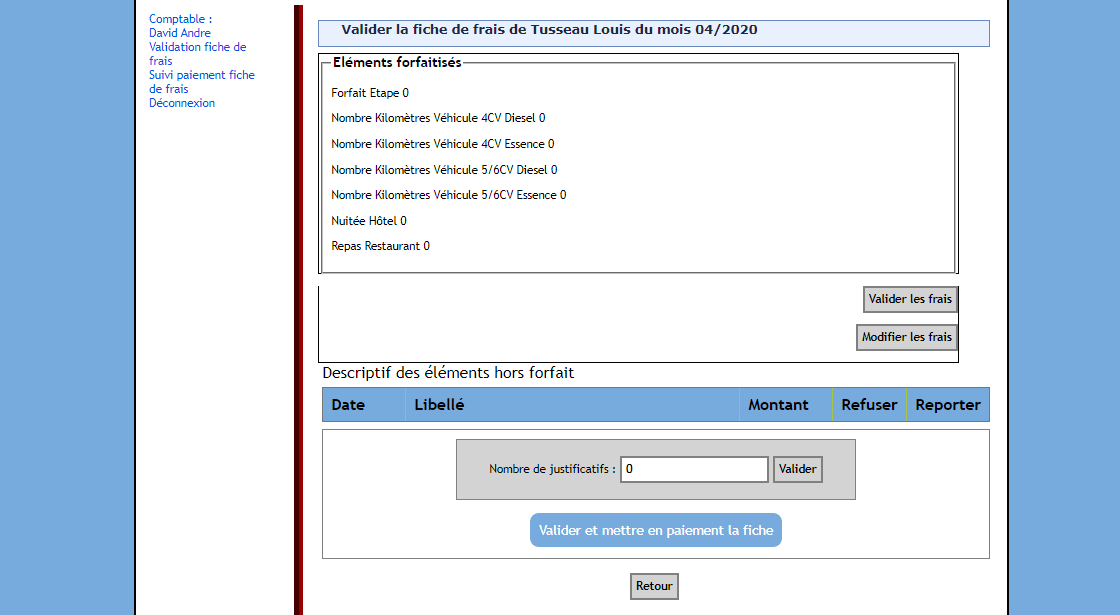 Comptable :
David Andre
Validation fiche de
frais
Suivi paiement fiche
de frais
Déconnexion
Valider la fiche de frais de Tusseau Louis du mois 04/2020
Eléments forfaitisés
Forfait Etape 0
Nombre Kilomètres Véhicule 4CV Diesel 0
Nombre Kilomètres Véhicule 4CV Essence 0
Nombre Kilomètres Véhicule 5/6CV Diesel 0
Nombre Kilomètres Véhicule 5/6CV Essence 0
Nuitée Hôtel 0
Repas Restaurant 0
Valider les frais
Modifier les frais
Descriptif des éléments hors forfait
Date Libellé Montant Refuser Reporter
Nombre de justificatifs : 0 Valider
Valider et mettre en paiement la fiche
Retour